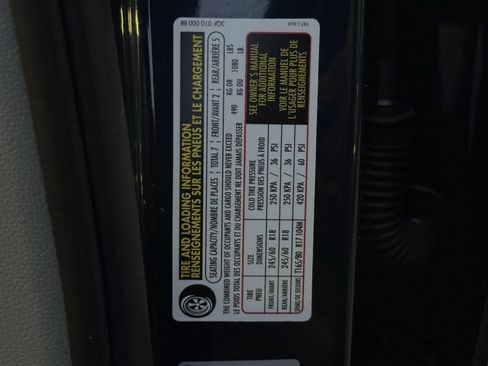 3QF 010 000 BB
TIRE AND LOADING INFORMATION
RENSEIGNEMENTS SUR LES PNEUS ET LE CHARGEMENT
SEATING CAPACITY/NOMBRE DE PLACES | TOTAL 7 | FRONT/AVANT 2 | REAR/ARRIÈRE 5
THE COMBINED WEIGHT OF OCCUPANTS AND CARGO SHOULD NEVER EXCEED 490 KG OR 1080 LBS
LE POIDS TOTAL DES OCCUPANTS ET DU CHARGEMENT NE DOIT JAMAIS DÉPASSER 490 KG OU 1080 LB.
TIRE SIZE COLD TIRE PRESSURE
PNEU DIMENSIONS PRESSION DES PNEUS À FROID
FRONT/AVANT 245/60 R18 250 KPA / 36 PSI
REAR/ARRIÈRE 245/60 R18 250 KPA / 36 PSI
SPARE/DE SECOURS T165/80 R17 104M 420 KPA / 60 PSI
SEE OWNER'S MANUAL
FOR ADDITIONAL
INFORMATION
VOIR LE MANUEL DE
L'USAGER POUR PLUS DE
RENSEIGNEMENTS